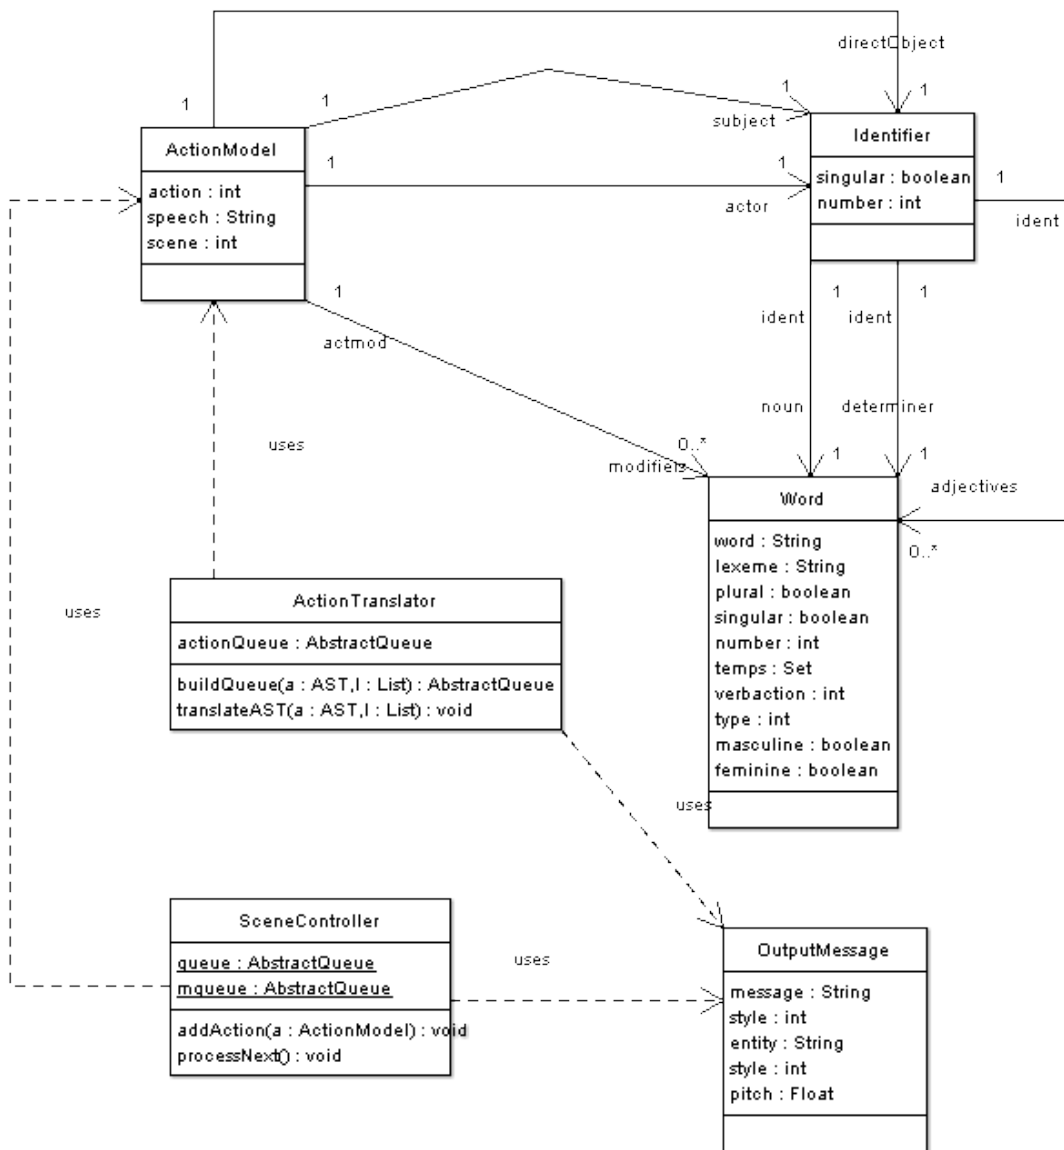 directObject
1
1
1
1
subject
ActionModel
action : int
speech : String
scene : int
1
1
actor
Identifier
singular : boolean
number : int
1
ident
1
actmod
1
ident
1
ident
noun
determiner
1
1
0..*
modifiers
adjectives
0..*
uses
uses
Word
word : String
lexeme : String
plural : boolean
singular : boolean
number : int
temps : Set
verbaction : int
type : int
masculine : boolean
feminine : boolean
ActionTranslator
actionQueue : AbstractQueue
buildQueue(a : AST,l : List) : AbstractQueue
translateAST(a : AST,l : List) : void
uses
SceneController
queue : AbstractQueue
mqueue : AbstractQueue
addAction(a : ActionModel) : void
processNext() : void
uses
OutputMessage
message : String
style : int
entity : String
style : int
pitch : Float